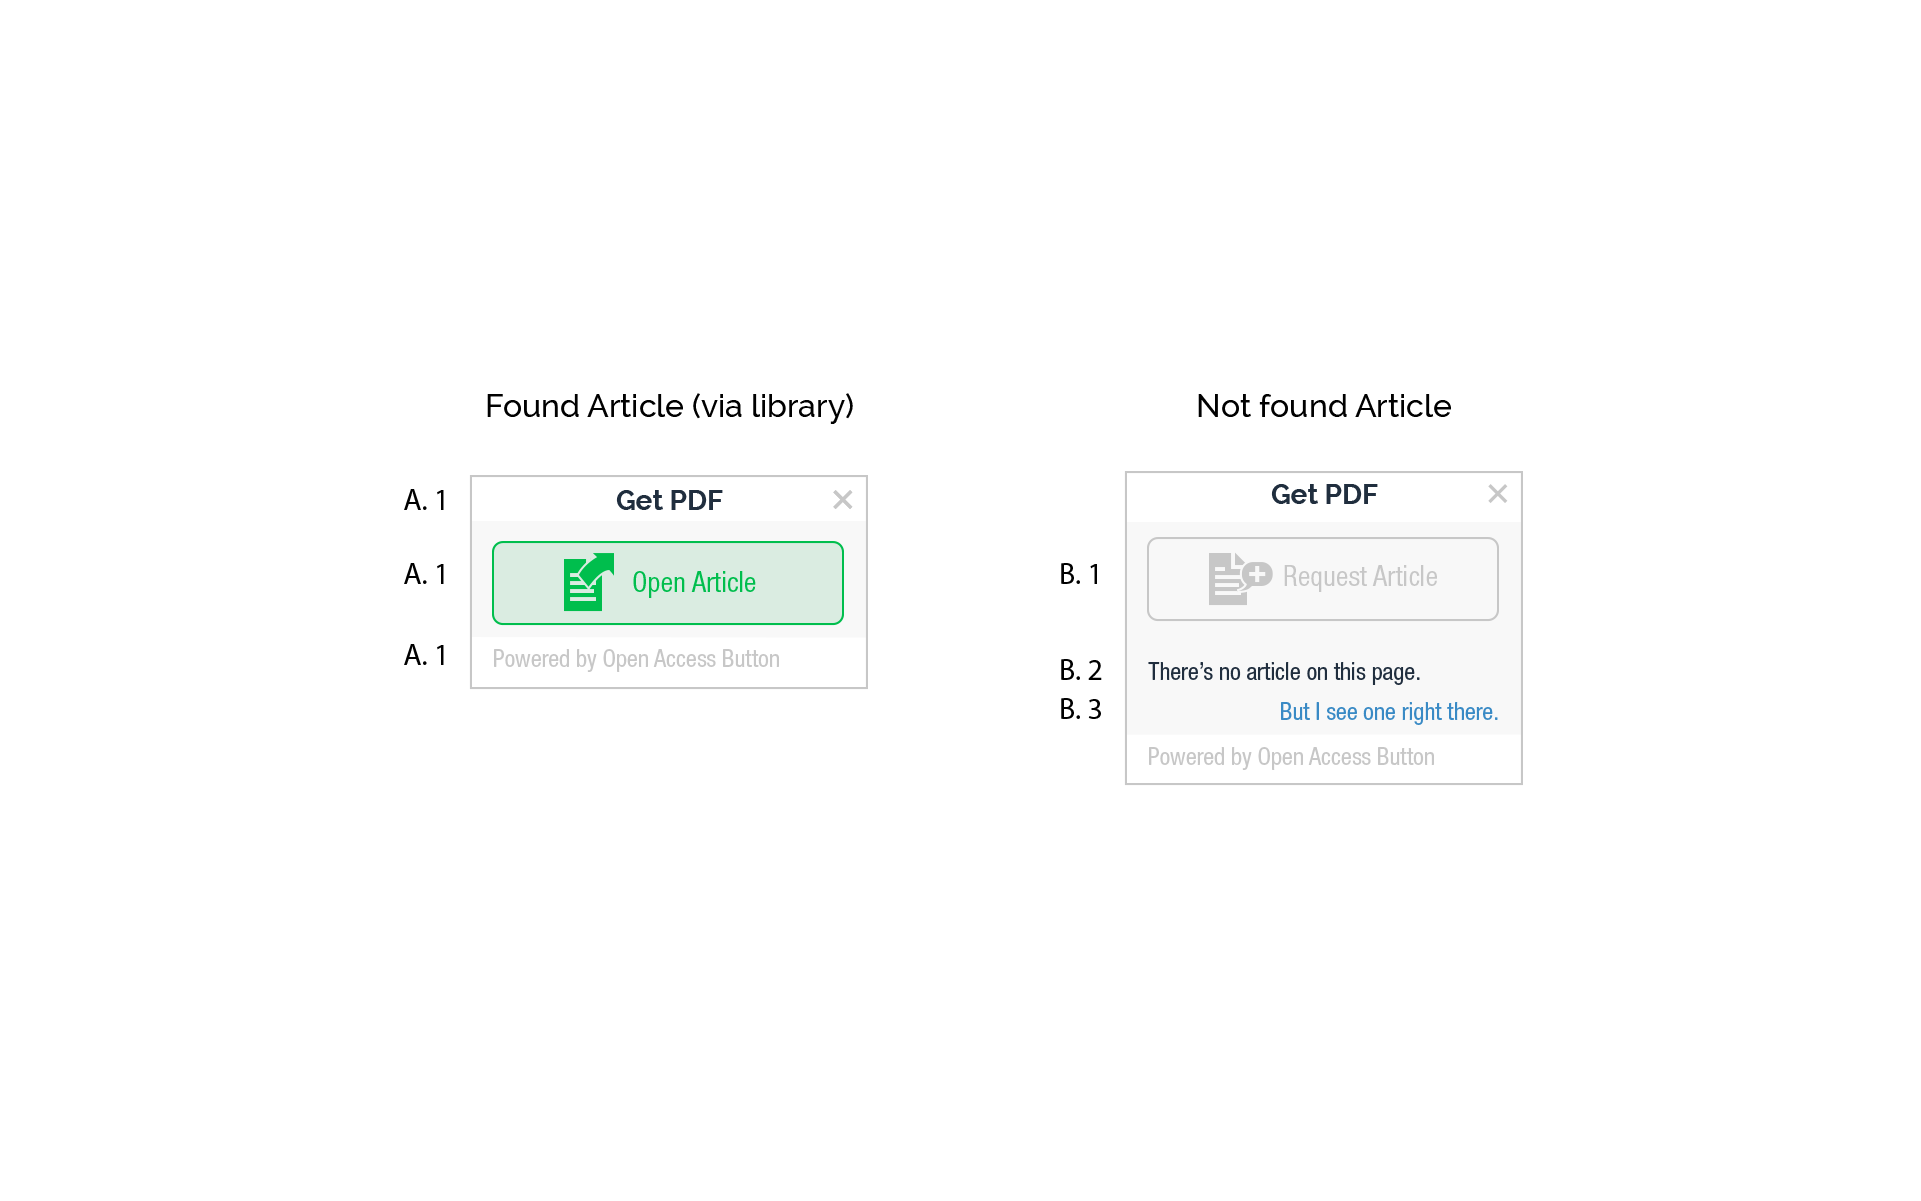 Found Article (via library)
A. 1
Get PDF
A. 1
Open Article
A. 1
Powered by Open Access Button
Not found Article
Get PDF
B. 1
Request Article
B. 2
There’s no article on this page.
B. 3
But I see one right there.
Powered by Open Access Button